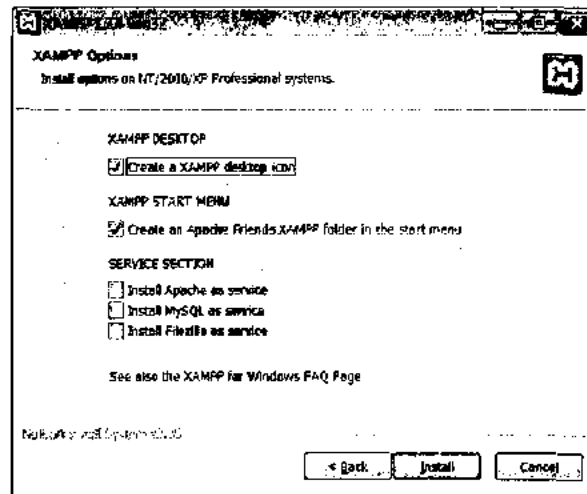 XAMPP Options
Install options on NT/2000/XP Professional systems.
XAMPP DESKTOP
Create a XAMPP desktop icon
XAMPP START MENU
Create an Apache Friends XAMPP folder in the start menu
SERVICE SECTION
Install Apache as service
Install MySQL as service
Install Filezilla as service
See also the XAMPP for Windows FAQ Page
< Back
Install
Cancel